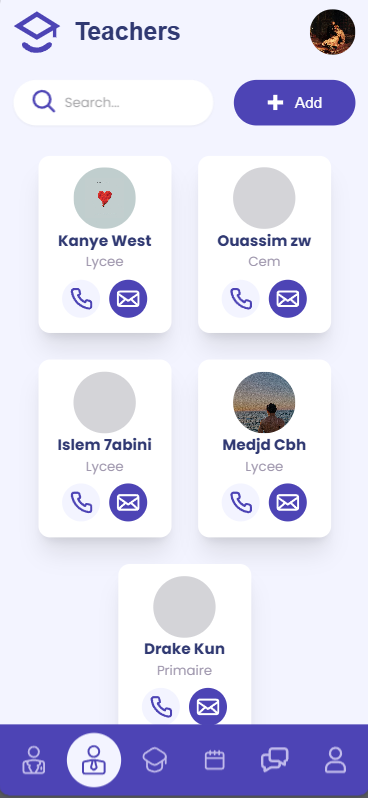 Teachers
Search...
Add
Kanye West
Lycee
Ouassim zw
Cem
Islem 7abini
Lycee
Medjd Cbh
Lycee
Drake Kun
Primaire